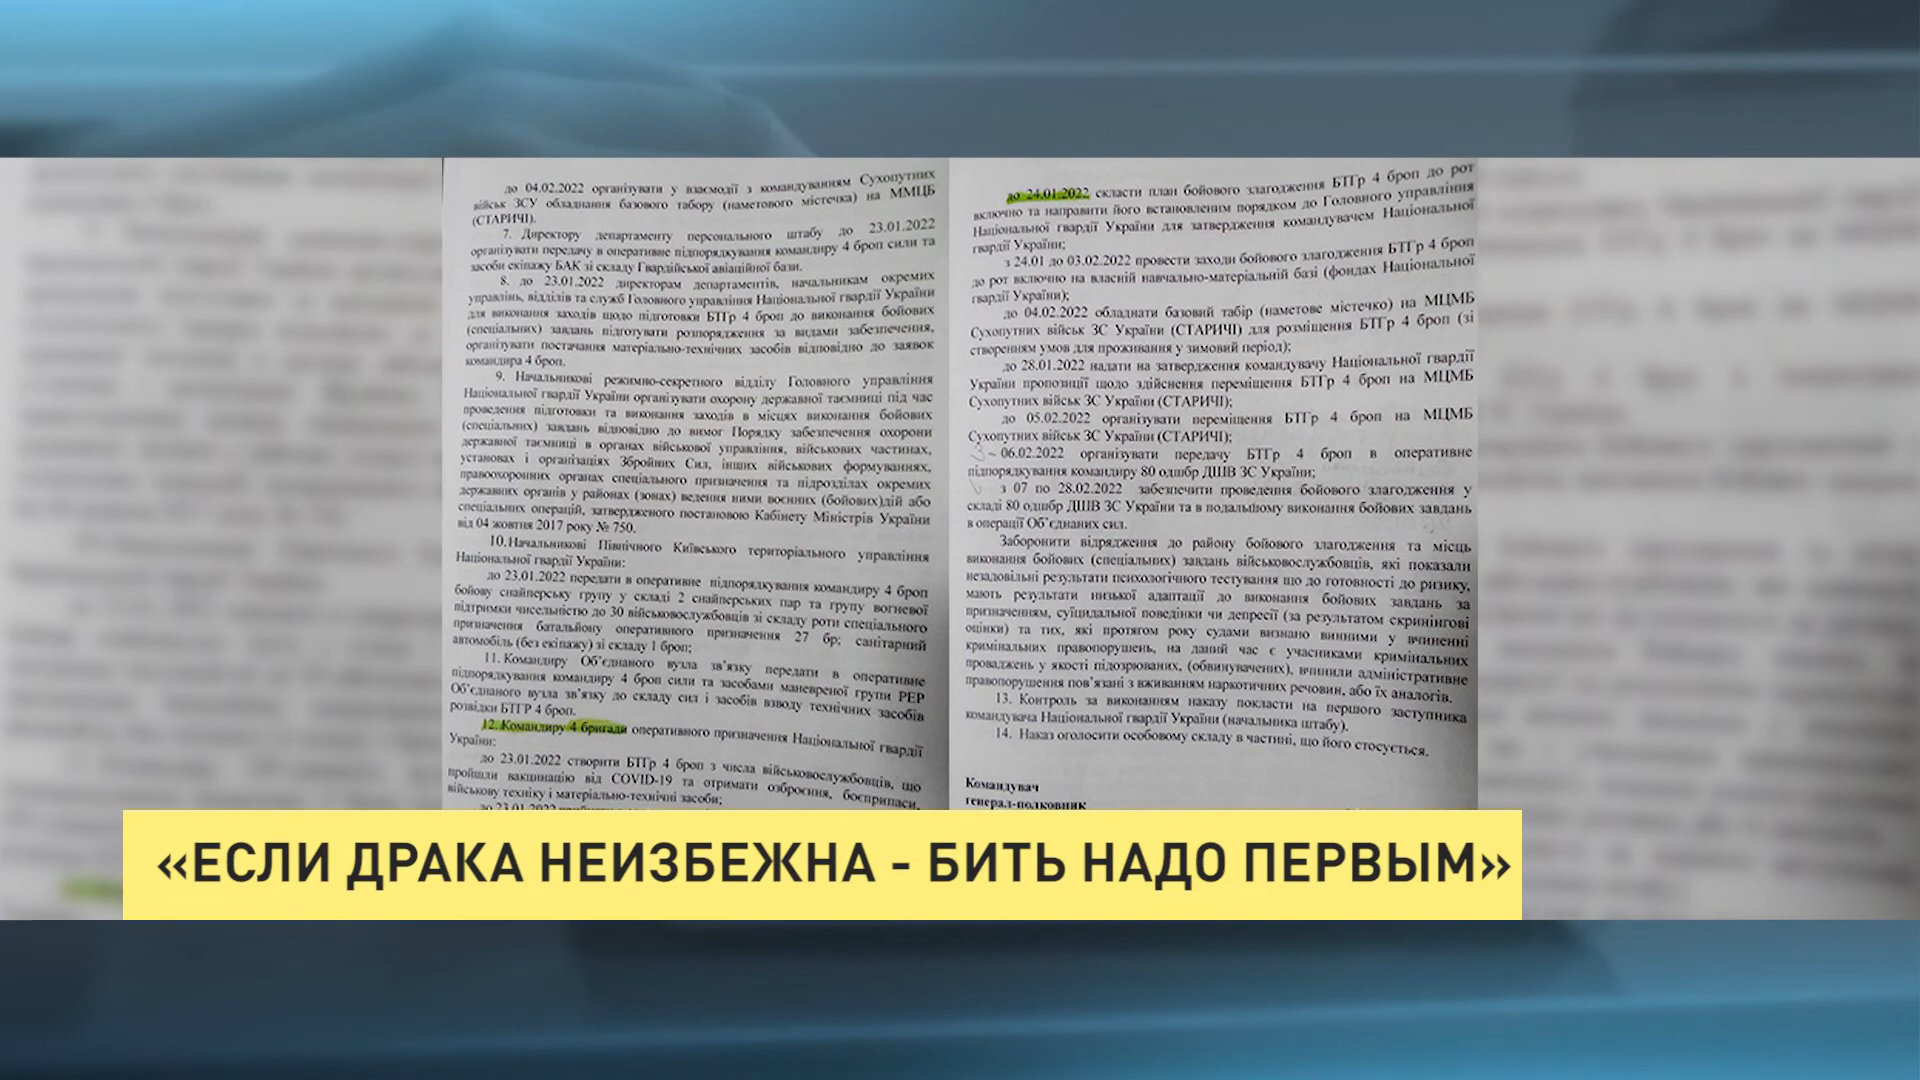 до 04.02.2022 організувати у взаємодії з командуванням Сухопутних
військ ЗСУ обладнання базового табору (наметового містечка) на ММЦБ
(СТАРИЧІ).
7. Директору департаменту персонального штабу до 23.01.2022
організувати передачу в оперативне підпорядкування командиру 4 броп сили та
засоби екіпажу БАК зі складу Гвардійської авіаційної бази.
8. до 23.01.2022 директорам департаментів, начальникам окремих
управлінь, відділів та служб Головного управління Національної гвардії України
для виконання заходів щодо підготовки БТГр 4 броп до виконання бойових
(спеціальних) завдань підготувати розпорядження за видами забезпечення,
організувати постачання матеріально-технічних засобів відповідно до заявок
командира 4 броп.
9. Начальникові режимно-секретного відділу Головного управління
Національної гвардії України організувати охорону державної таємниці під час
проведення підготовки та виконання заходів в місцях виконання бойових
(спеціальних) завдань відповідно до вимог Порядку забезпечення охорони
державної таємниці в органах військової управління, військових частинах,
установах і організаціях Збройних Сил, інших військових формуваннях,
правоохоронних органах спеціального призначення та підрозділах окремих
державних органів у районах (зонах) ведення ними воєнних (бойових)дій або
спеціальних операцій, затвердженого постановою Кабінету Міністрів України
від 04 жовтня 2017 року № 750.
10. Начальникові Північного Київського територіального управління
Національної гвардії України:
до 23.01.2022 передати в оперативне підпорядкування командиру 4 броп
бойову снайперську групу у складі 2 снайперських пар та групу вогневої
підтримки чисельністю до 30 військовослужбовців зі складу роти спеціального
призначення батальйону оперативного призначення 27 бр; санітарний
автомобіль (без екіпажу) зі складу 1 броп;
11. Командиру Об'єднаного вузла зв'язку передати в оперативне
підпорядкування командиру 4 броп сили та засобами маневреної групи РЕР
Об'єднаного вузла зв'язку до складу сил і засобів взводу технічних засобів
розвідки БТГР 4 броп.
12. Командиру 4 бригади оперативного призначення Національної гвардії
України:
до 23.01.2022 створити БТГр 4 броп з числа військовослужбовців, що
пройшли вакцинацію від COVID-19 та отримати озброєння, боєприпаси,
військову техніку і матеріально-технічні засоби;
до 23.01.2022
до 24.01.2022 скласти план бойового злагодження БТГр 4 броп до рот
включно та направити його встановленим порядком до Головного управління
Національної гвардії України для затвердження командувачем Національної
гвардії України;
з 24.01 до 03.02.2022 провести заходи бойового злагодження БТГр 4 броп
до рот включно на власній навчально-матеріальній базі (фондах Національної
гвардії України);
до 04.02.2022 обладнати базовий табір (наметове містечко) на МЦМБ
Сухопутних військ ЗС України (СТАРИЧІ) для розміщення БТГр 4 броп (зі
створенням умов для проживання у зимовий період);
до 28.01.2022 надати на затвердження командувачу Національної гвардії
України пропозиції щодо здійснення переміщення БТГр 4 броп на МЦМБ
Сухопутних військ ЗС України (СТАРИЧІ);
до 05.02.2022 організувати переміщення БТГр 4 броп на МЦМБ
Сухопутних військ ЗС України (СТАРИЧІ);
06.02.2022 організувати передачу БТГр 4 броп в оперативне
підпорядкування командиру 80 одшбр ДШВ ЗС України;
з 07 по 28.02.2022 забезпечити проведення бойового злагодження у
складі 80 одшбр ДШВ ЗС України та в подальшому виконання бойових завдань
в операції Об'єднаних сил.
Заборонити відрядження до району бойового злагодження та місць
виконання бойових (спеціальних) завдань військовослужбовців, які показали
незадовільні результати психологічного тестування що до готовності до ризику,
мають результати низької адаптації до виконання бойових завдань за
призначенням, суїцидальної поведінки чи депресії (за результатом скринінгові
оцінки) та тих, які протягом року судами визнано винними у вчиненні
кримінальних правопорушень, на даний час є учасниками кримінальних
проваджень у якості підозрюваних, (обвинувачених), вчинили адміністративне
правопорушення пов'язані з вживанням наркотичних речовин, або їх аналогів.
13. Контроль за виконанням наказу покласти на першого заступника
командувача Національної гвардії України (начальника штабу).
14. Наказ оголосити особовому складу в частині, що його стосується.
Командувач
генерал-полковник
«ЕСЛИ ДРАКА НЕИЗБЕЖНА - БИТЬ НАДО ПЕРВЫМ»